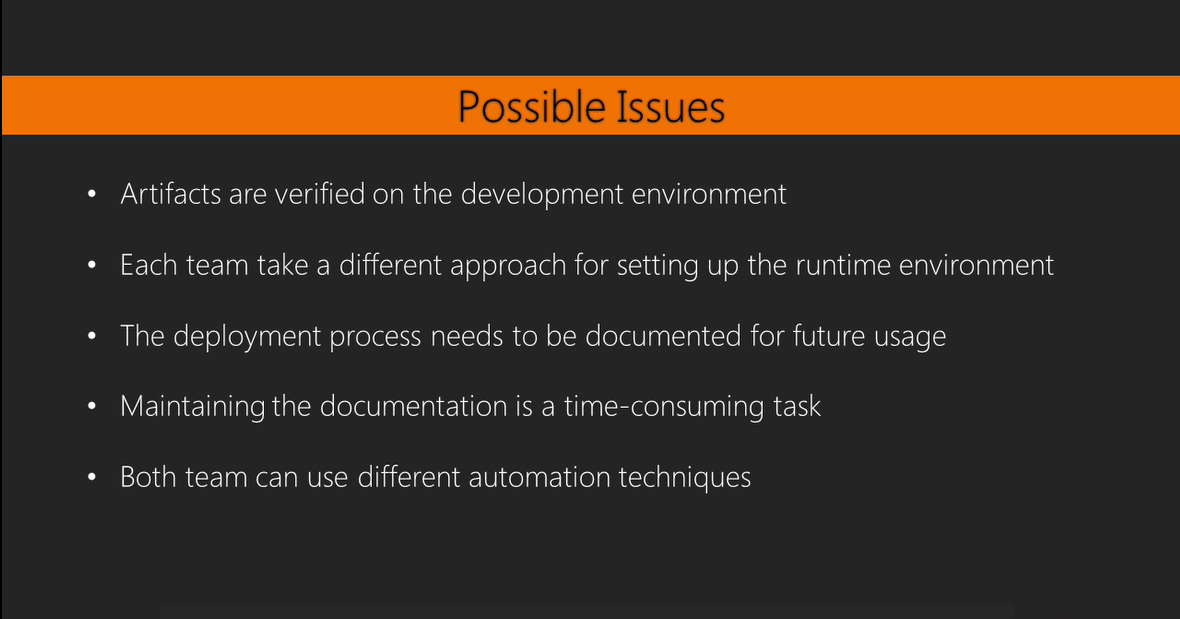 Possible Issues
• Artifacts are verified on the development environment
• Each team take a different approach for setting up the runtime environment
• The deployment process needs to be documented for future usage
• Maintaining the documentation is a time-consuming task
• Both team can use different automation techniques